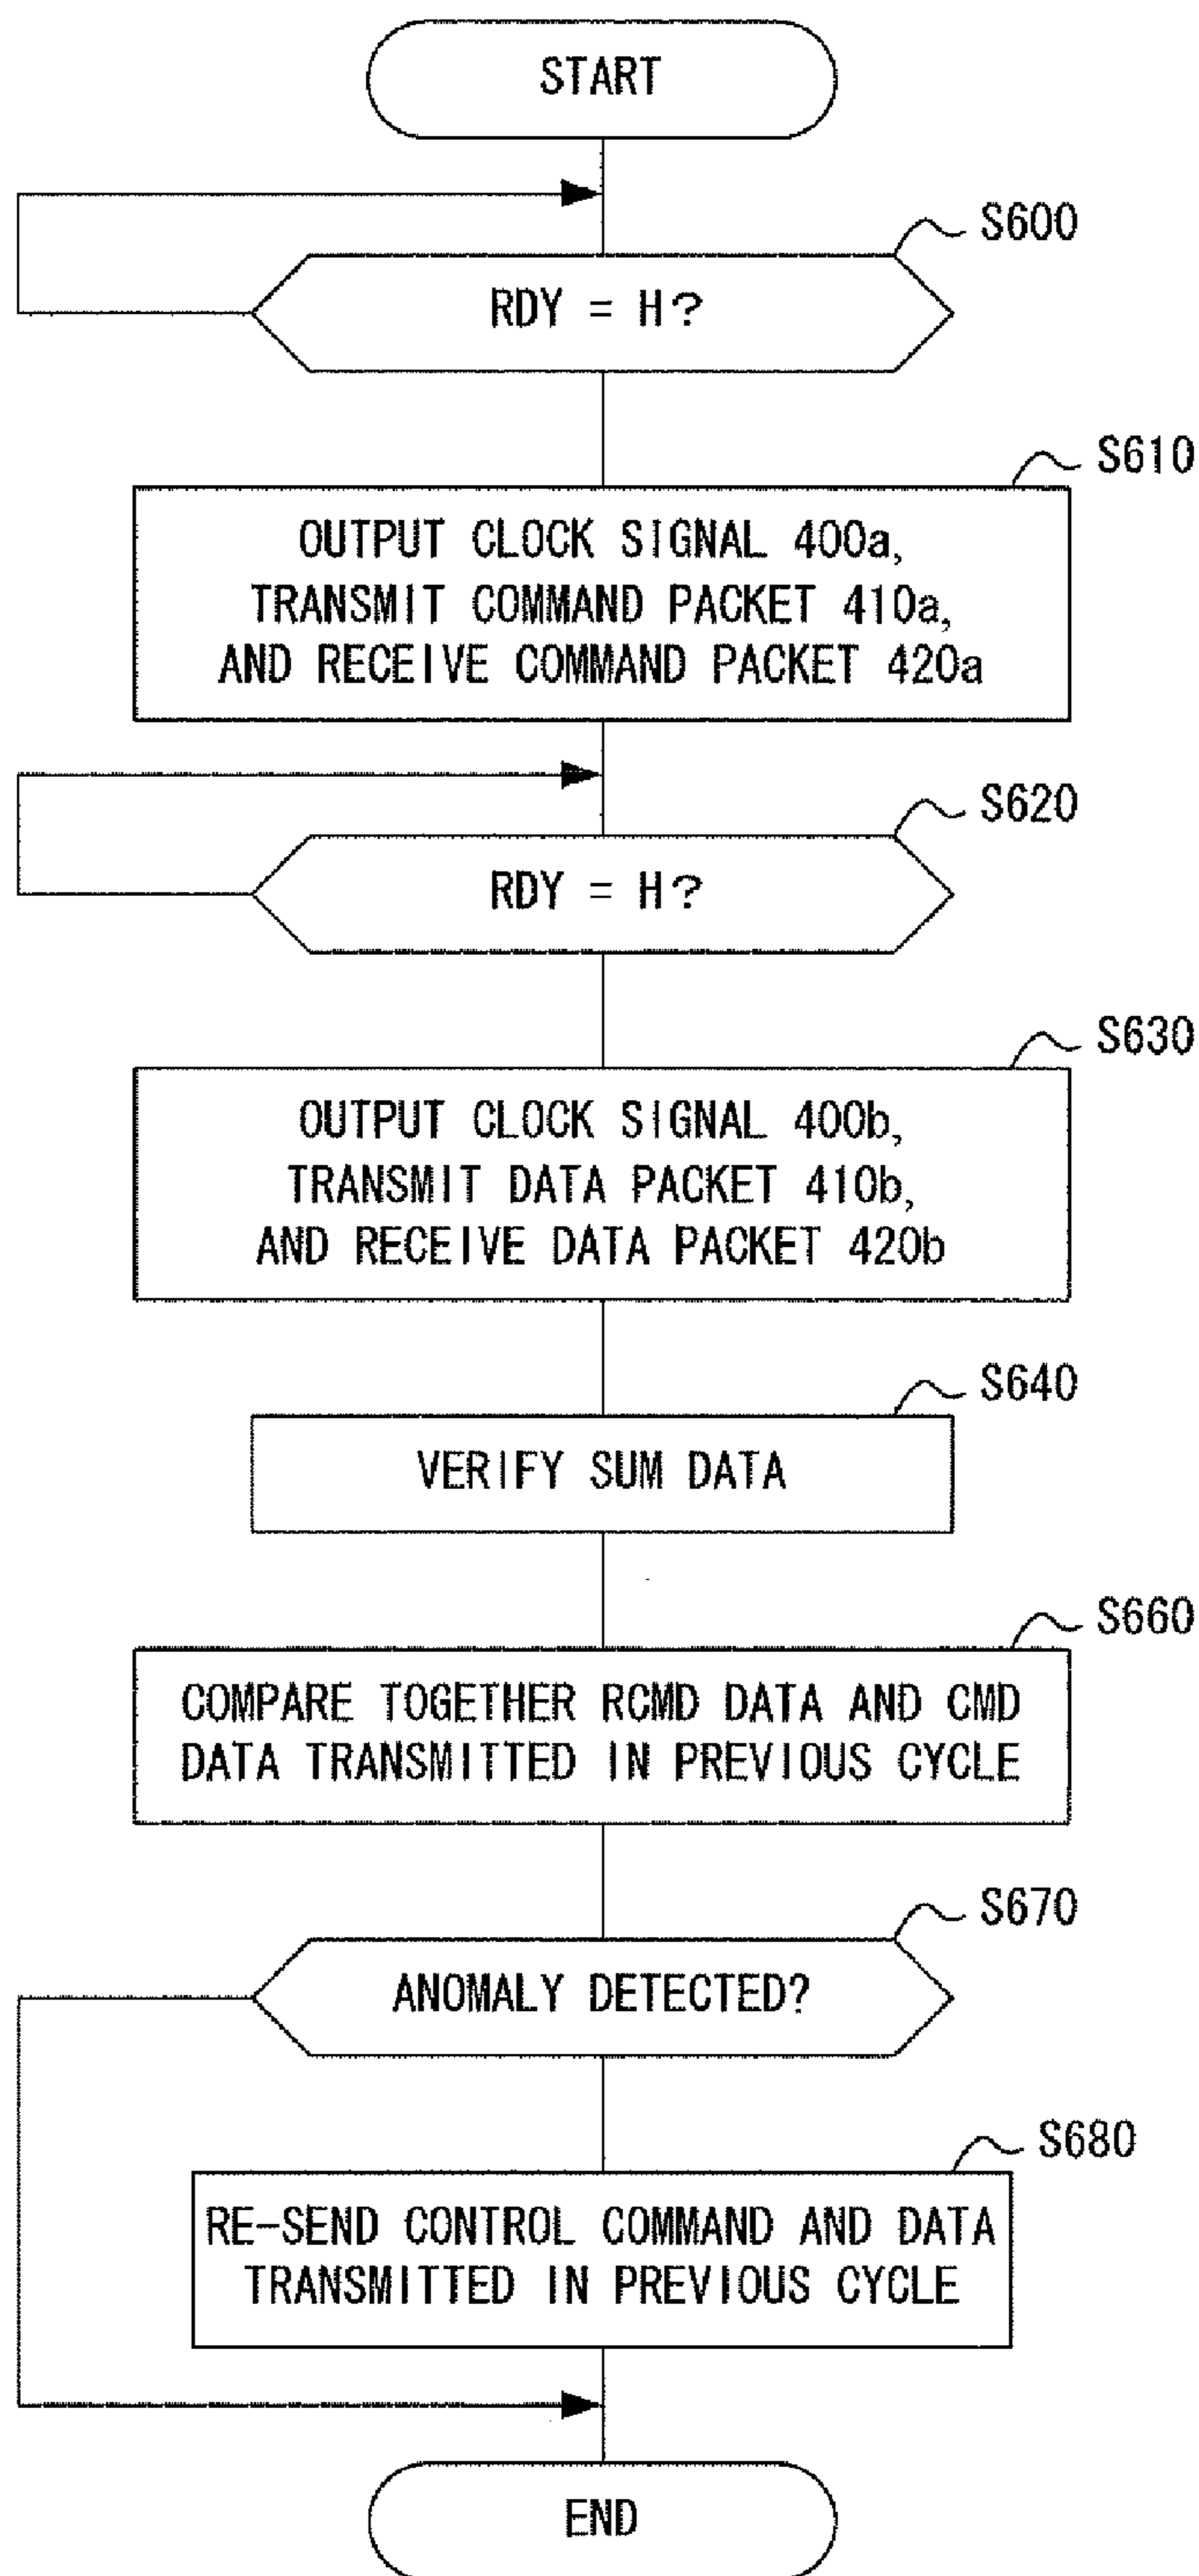 START
S600
RDY = H?
S610
OUTPUT CLOCK SIGNAL 400a,
TRANSMIT COMMAND PACKET 410a,
AND RECEIVE COMMAND PACKET 420a
S620
RDY = H?
S630
OUTPUT CLOCK SIGNAL 400b,
TRANSMIT DATA PACKET 410b,
AND RECEIVE DATA PACKET 420b
S640
VERIFY SUM DATA
S660
COMPARE TOGETHER RCMD DATA AND CMD
DATA TRANSMITTED IN PREVIOUS CYCLE
S670
ANOMALY DETECTED?
S680
RE-SEND CONTROL COMMAND AND DATA
TRANSMITTED IN PREVIOUS CYCLE
END